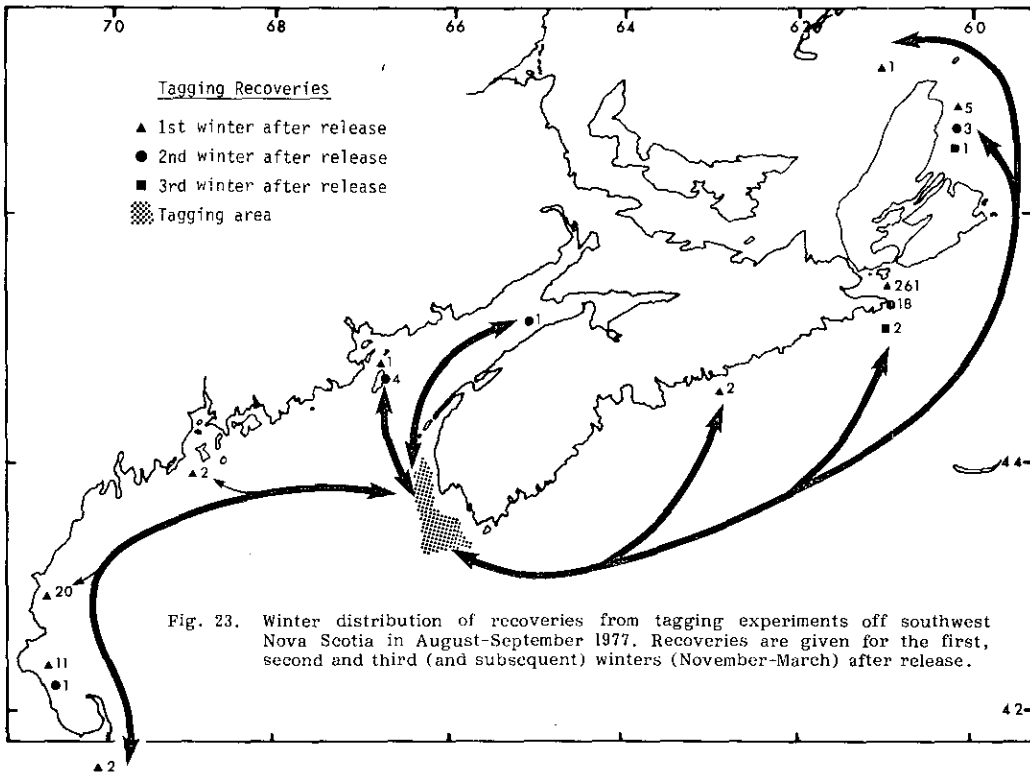 70 68 66 64 62 60
Tagging Recoveries
▲ 1st winter after release
● 2nd winter after release
■ 3rd winter after release
Tagging area
1
5
3
1
261
18
2
1
1
4
2
44
2
20
Fig. 23. Winter distribution of recoveries from tagging experiments off southwest
Nova Scotia in August-September 1977. Recoveries are given for the first,
second and third (and subsequent) winters (November-March) after release.
11
1
42
2